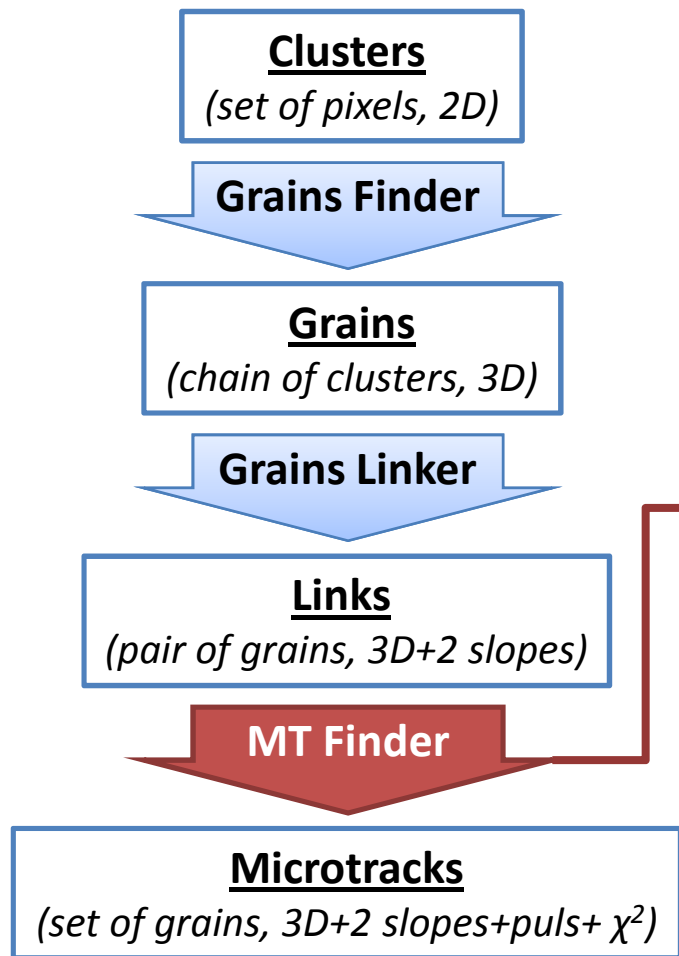 Clusters
(set of pixels, 2D)
Grains Finder
Grains
(chain of clusters, 3D)
Grains Linker
Links
(pair of grains, 3D+2 slopes)
MT Finder
Microtracks
(set of grains, 3D+2 slopes+puls+ χ²)